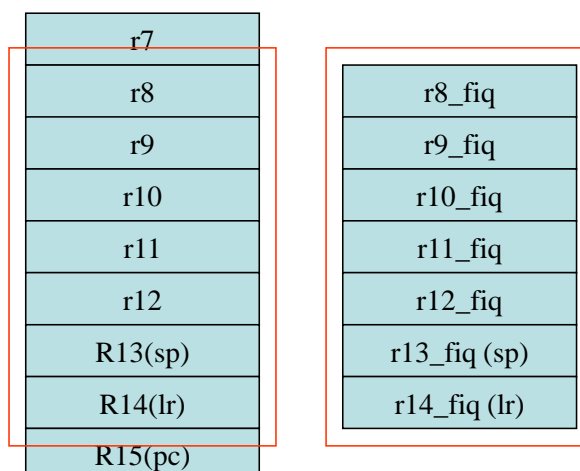 r7
r8
r9
r10
r11
r12
R13(sp)
R14(lr)
R15(pc)
r8_fiq
r9_fiq
r10_fiq
r11_fiq
r12_fiq
r13_fiq (sp)
r14_fiq (lr)